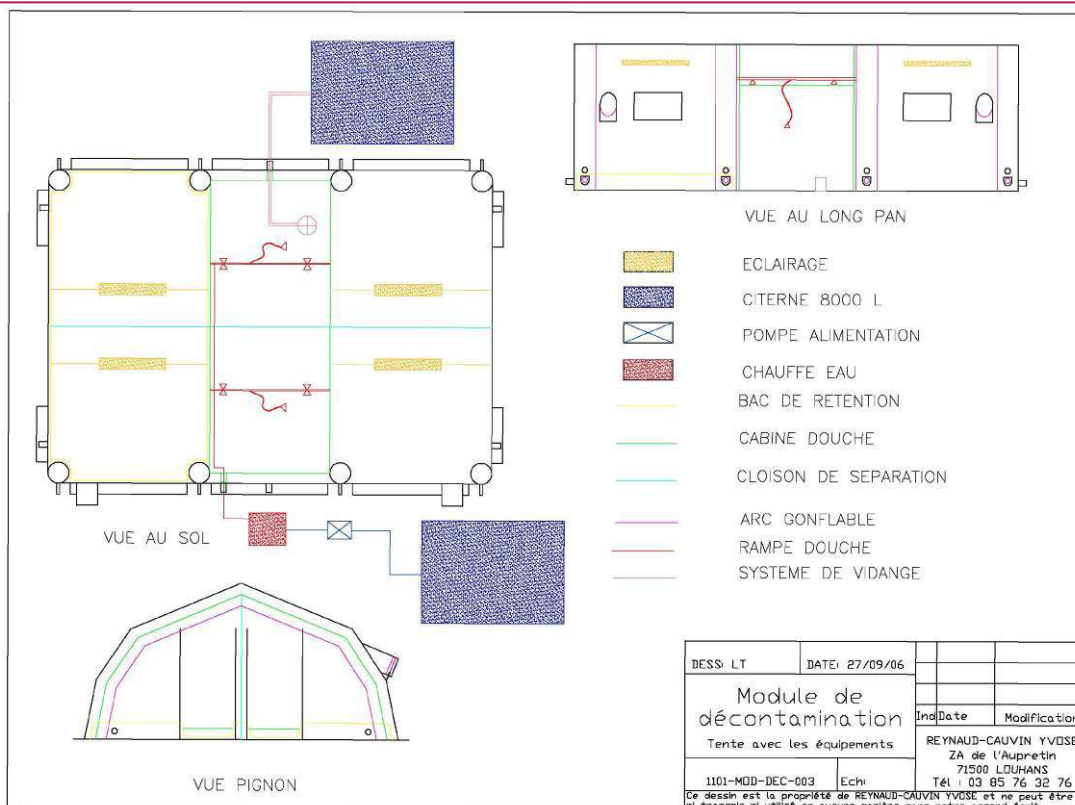 VUE AU LONG PAN
ECLAIRAGE
CITERNE 8000 L
POMPE ALIMENTATION
CHAUFFE EAU
BAC DE RETENTION
CABINE DOUCHE
CLOISON DE SEPARATION
ARC GONFLABLE
RAMPE DOUCHE
SYSTEME DE VIDANGE
VUE AU SOL
VUE PIGNON
DESS: LT
DATE: 27/09/06
Module de
décontamination
Tente avec les équipements
1101-MOD-DEC-003
Ech:
Ind Date Modification
REYNAUD-CAUVIN YVOSE
ZA de l'Aupretin
71500 LOUHANS
Tél : 03 85 76 32 76
Ce dessin est la propriété de REYNAUD-CAUVIN YVOSE et ne peut être